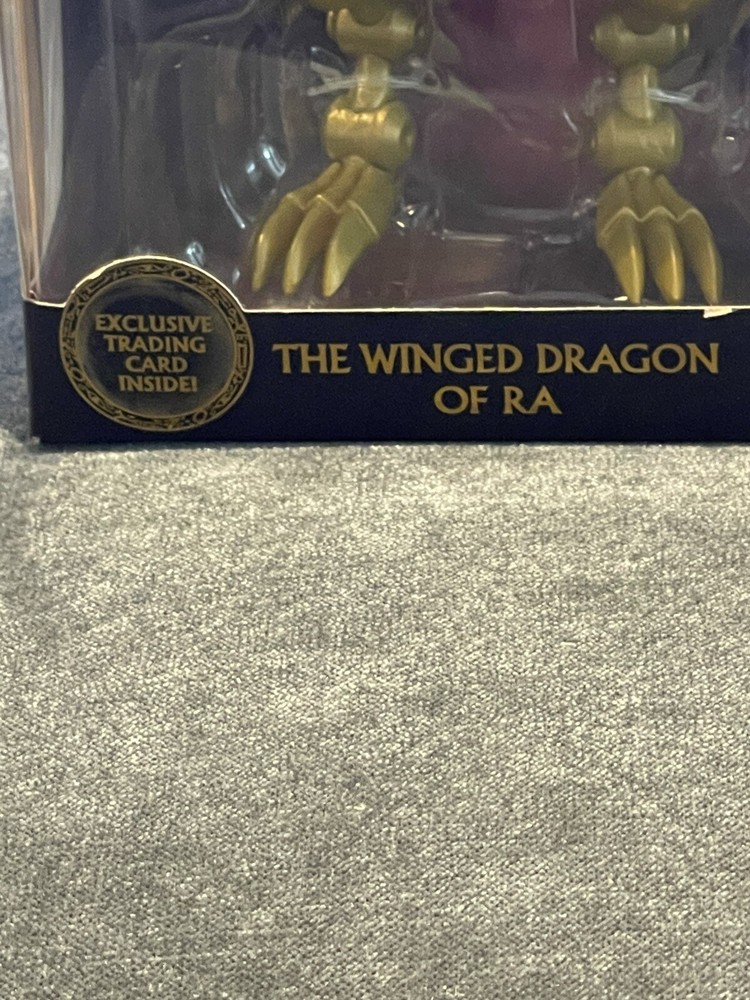 EXCLUSIVE
TRADING
CARD
INSIDE!
THE WINGED DRAGON
OF RA